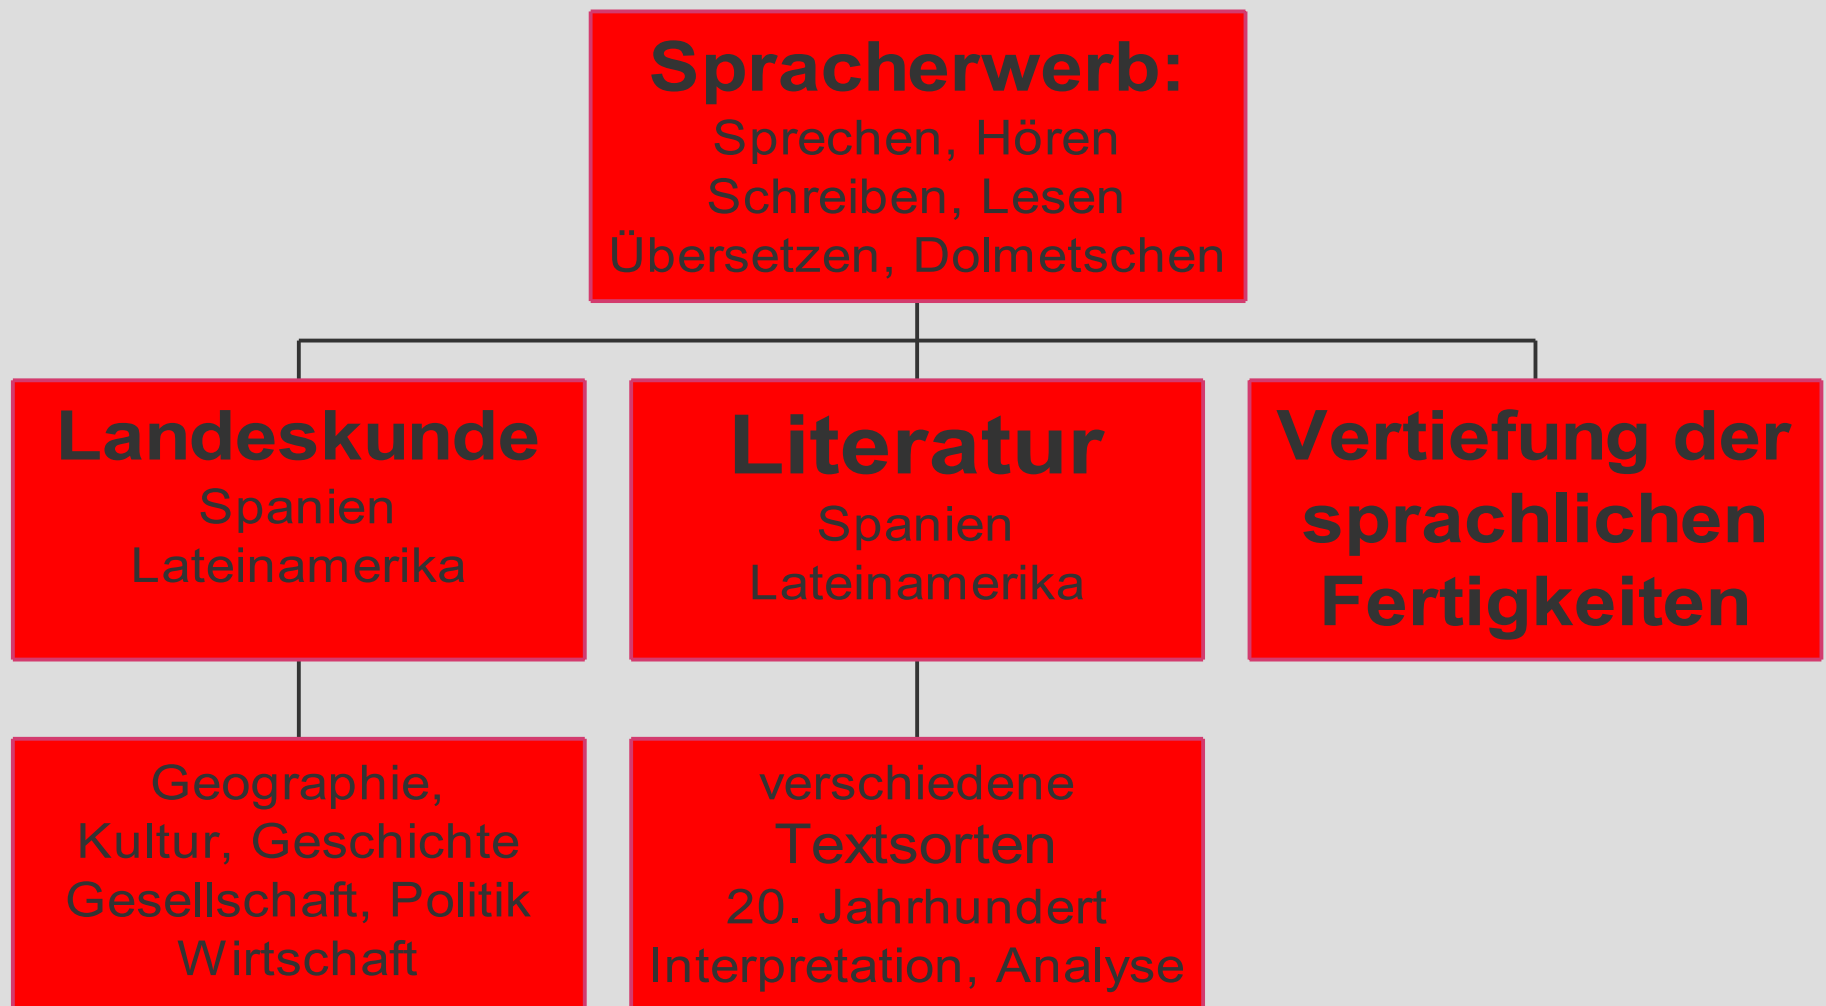 Spracherwerb:
Sprechen, Hören
Schreiben, Lesen
Übersetzen, Dolmetschen
Landeskunde
Spanien
Lateinamerika
Literatur
Spanien
Lateinamerika
Vertiefung der
sprachlichen
Fertigkeiten
Geographie,
Kultur, Geschichte
Gesellschaft, Politik
Wirtschaft
verschiedene
Textsorten
20. Jahrhundert
Interpretation, Analyse